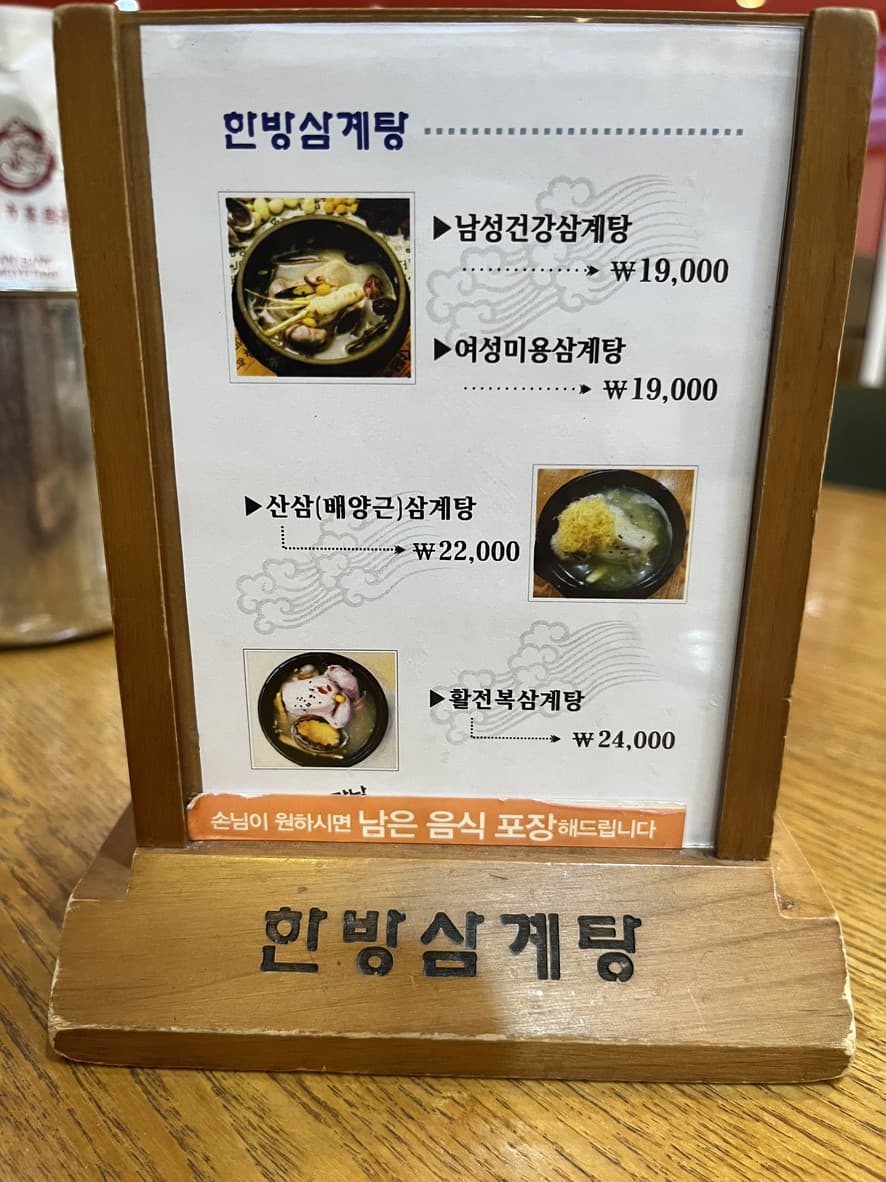 한방삼계탕
▶남성건강삼계탕
₩19,000
▶여성미용삼계탕
₩19,000
▶산삼(배양근)삼계탕
₩22,000
▶활전복삼계탕
₩24,000
손님이 원하시면 남은 음식 포장해드립니다
한방삼계탕